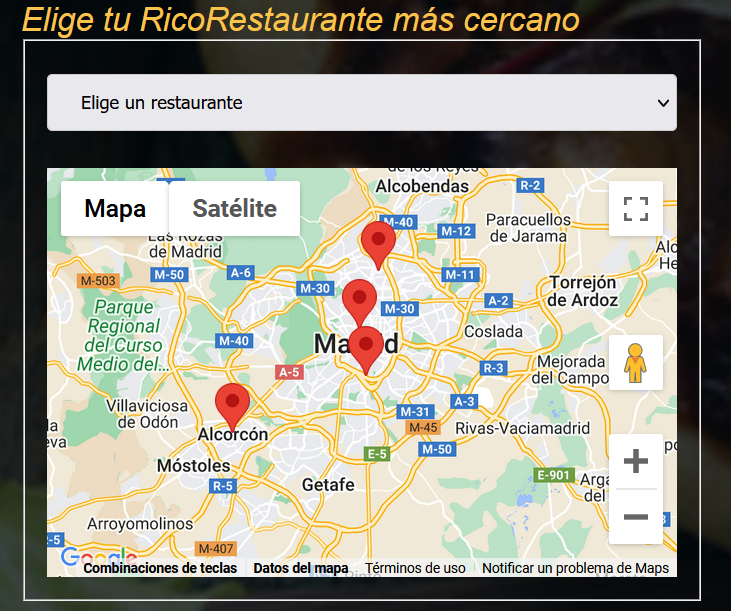 Elige tu RicoRestaurante más cercano
Elige un restaurante
Mapa
Satélite
de los Reyes
Alcobendas
R-2
M-40
Paracuellos
de Jarama
M-12
Las Rozas
de Madrid
M-50
A-6
M-11
M-503
M-30
A-2
Torrejón
de Ardoz
Parque
Regional
del Curso
Medio del...
M-30
Coslada
M-40
Madrid
A-5
R-3
Mejorada
del Campo
Villaviciosa
de Odón
A-3
M-31
M-45
Rivas-Vaciamadrid
Alcorcón
M-50
E-5
Móstoles
R-5
Getafe
E-901
Arroyomolinos
M-407
Google
Combinaciones de teclas
Datos del mapa
Términos de uso
Notificar un problema de Maps